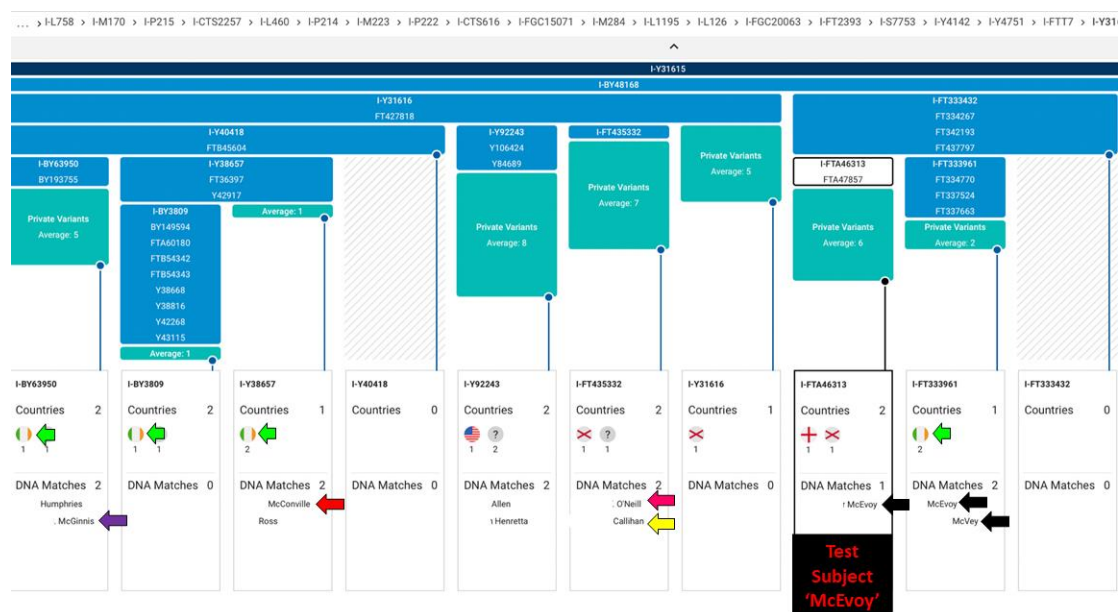 ... > I-L758 > I-M170 > I-P215 > I-CTS2257 > I-L460 > I-P214 > I-M223 > I-P222 > I-CTS616 > I-FGC15071 > I-M284 > I-L1195 > I-L126 > I-FGC20063 > I-FT2393 > I-S7753 > I-Y4142 > I-Y4751 > I-FTT7 > I-Y316
I-Y31615
I-BY48168
I-Y31616
FT427818
I-FT333432
FT334267
FT342193
FT437797
I-Y40418
FTB45604
I-Y92243
Y106424
Y84689
I-FT435332
Private Variants
Average: 5
I-BY63950
BY193755
Private Variants
Average: 5
I-Y38657
FT36397
Y42917
I-BY3809
BY149594
FTA60180
FTB54342
FTB54343
Y38668
Y38816
Y42268
Y43115
Average: 1
Average: 1
Private Variants
Average: 8
Private Variants
Average: 7
I-FTA46313
FTA47857
Private Variants
Average: 6
I-FT333961
FT334770
FT337524
FT337663
Private Variants
Average: 2
I-BY63950
Countries 2
1 1
DNA Matches 2
Humphries
. McGinnis
I-BY3809
Countries 2
1 1
DNA Matches 0
I-Y38657
Countries 1
2
DNA Matches 2
McConville
Ross
I-Y40418
Countries 0
DNA Matches 0
I-Y92243
Countries 2
?
1 2
DNA Matches 2
Allen
Henretta
I-FT435332
Countries 2
?
1 1
DNA Matches 2
. O'Neill
Callihan
I-Y31616
Countries 1
1
DNA Matches 0
I-FTA46313
Countries 2
1 1
DNA Matches 1
McEvoy
Test
Subject
'McEvoy'
I-FT333961
Countries 1
2
DNA Matches 2
McEvoy
McVey
I-FT333432
Countries 0
DNA Matches 0